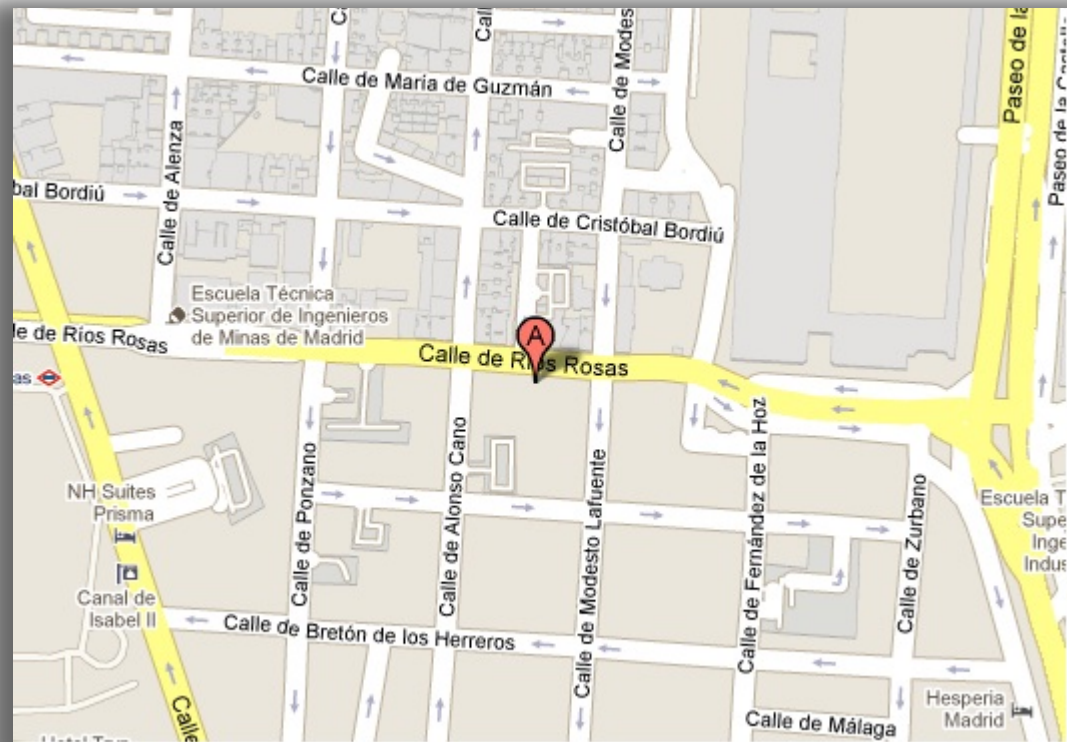 Calle de María de Guzmán
Calle de Modes
Paseo de la
Paseo de la Castella
Calle de Alenza
bal Bordiú
Calle de Cristóbal Bordiú
Escuela Técnica
Superior de Ingenieros
de Minas de Madrid
lle de Ríos Rosas
A
Calle de Ríos Rosas
as
Calle de Ponzano
Calle de Alonso Cano
Calle de Modesto Lafuente
Calle de Fernández de la Hoz
Calle de Zurbano
NH Suites
Prisma
Escuela T
Supe
Inge
Indus
Canal de
Isabel II
Calle de Bretón de los Herreros
Calle
Hesperia
Madrid
Calle de Málaga